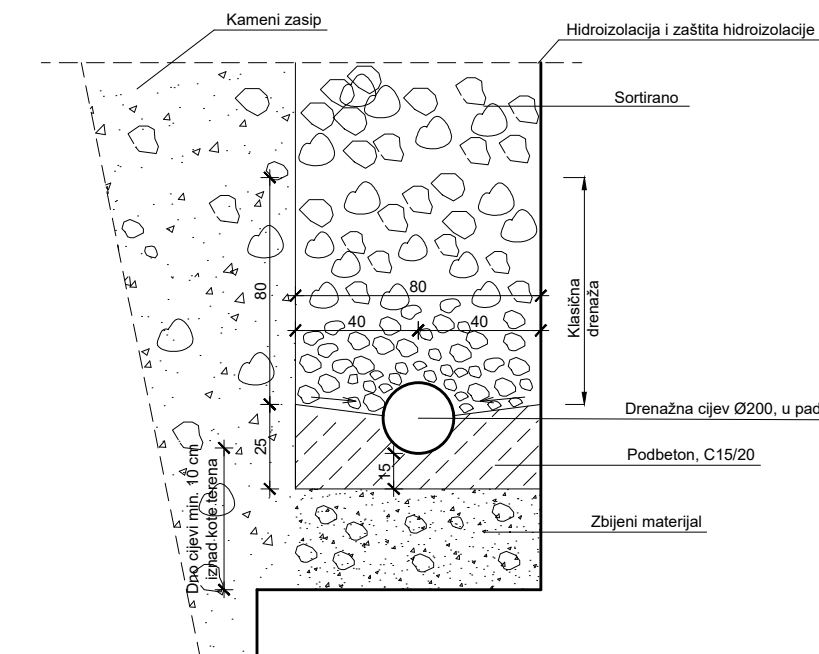 Kameni zasip
Hidroizolacija i zaštita hidroizolacije
Sortirano
80
80
Klasična
drenaža
40
40
Drenažna cijev Ø200, u pad
25
Podbeton, C15/20
15
Dno cijevi min. 10 cm
iznad kote terena
Zbijeni materijal